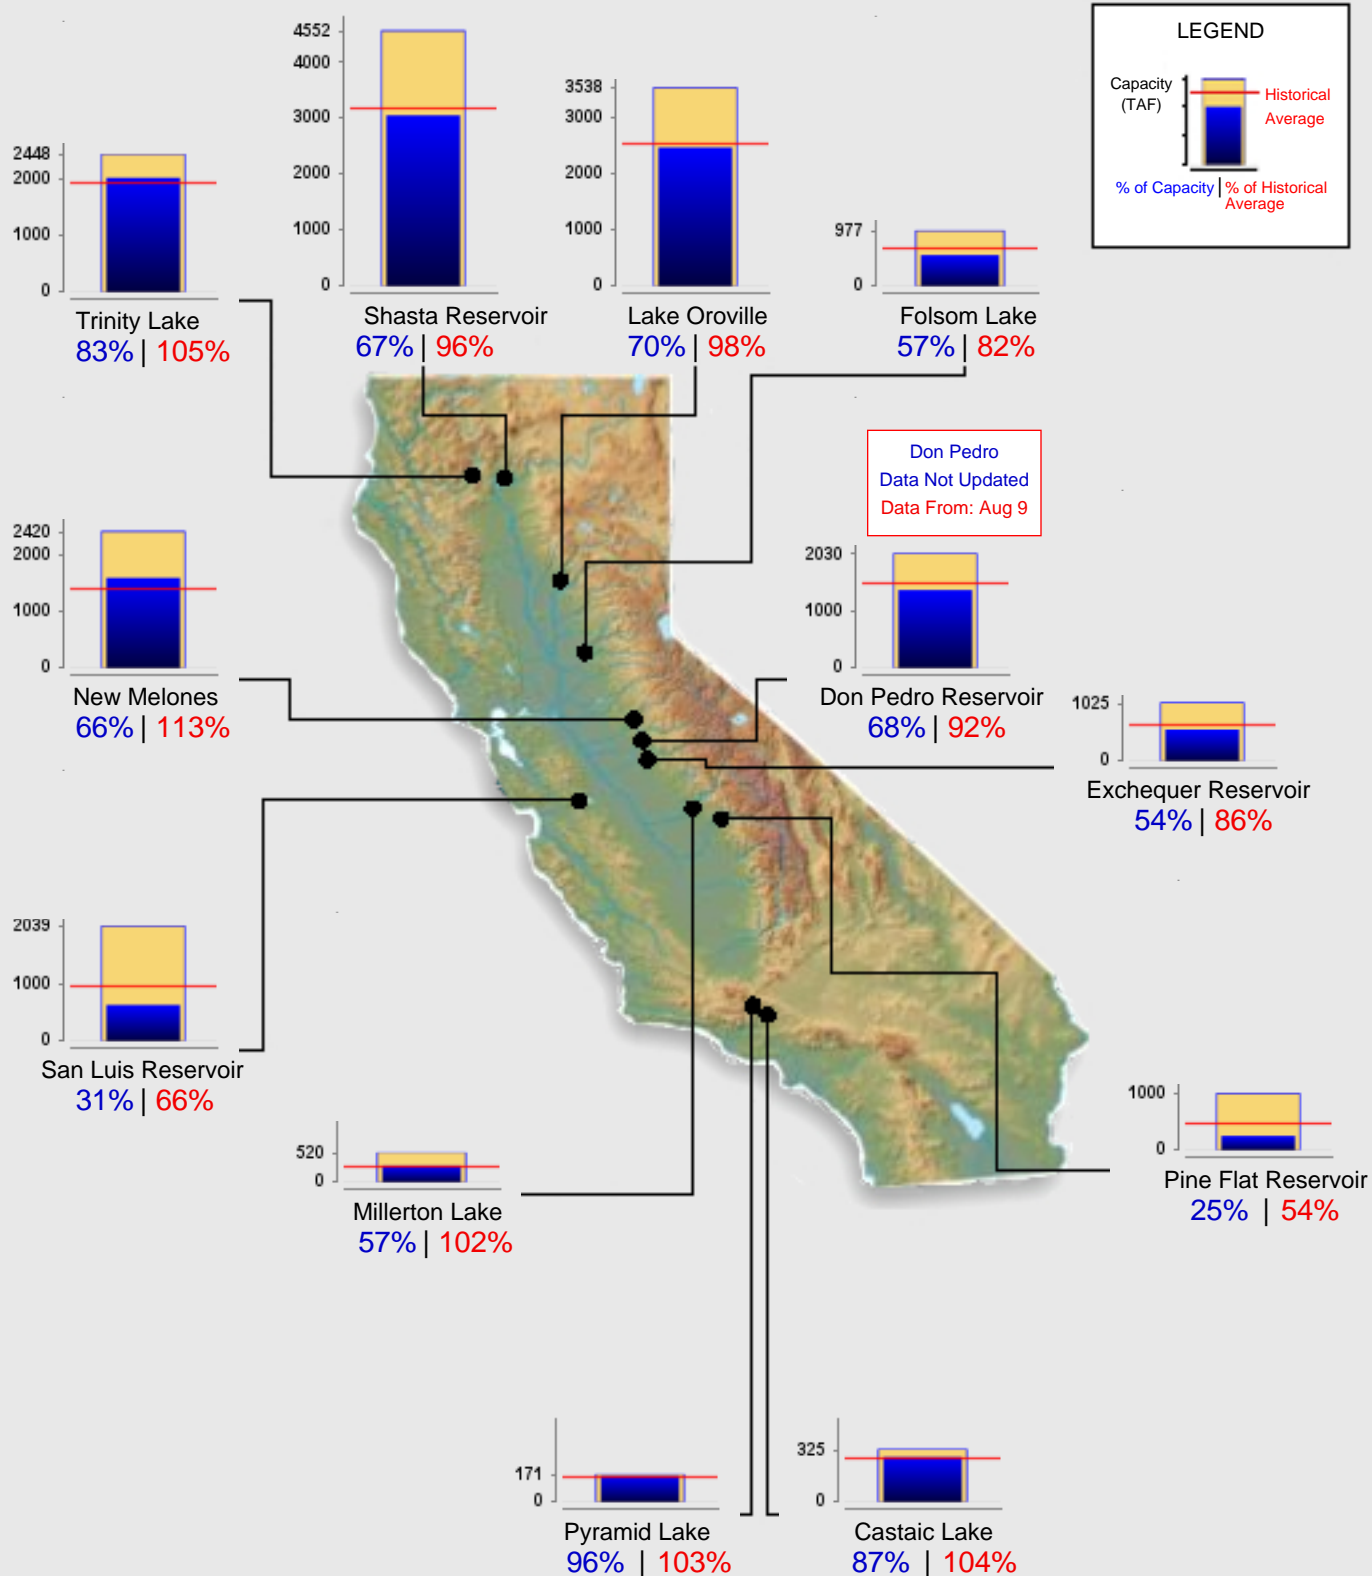 LEGEND
Capacity
(TAF)
Historical
Average
% of Capacity | % of Historical
Average
2448
2000
1000
0
Trinity Lake
83% | 105%
4552
4000
3000
2000
1000
0
Shasta Reservoir
67% | 96%
3538
3000
2000
1000
0
Lake Oroville
70% | 98%
977
0
Folsom Lake
57% | 82%
Don Pedro
Data Not Updated
Data From: Aug 9
2420
2000
1000
0
New Melones
66% | 113%
2030
1000
0
Don Pedro Reservoir
68% | 92%
1025
0
Exchequer Reservoir
54% | 86%
2039
1000
0
San Luis Reservoir
31% | 66%
520
0
Millerton Lake
57% | 102%
1000
0
Pine Flat Reservoir
25% | 54%
171
0
Pyramid Lake
96% | 103%
325
0
Castaic Lake
87% | 104%